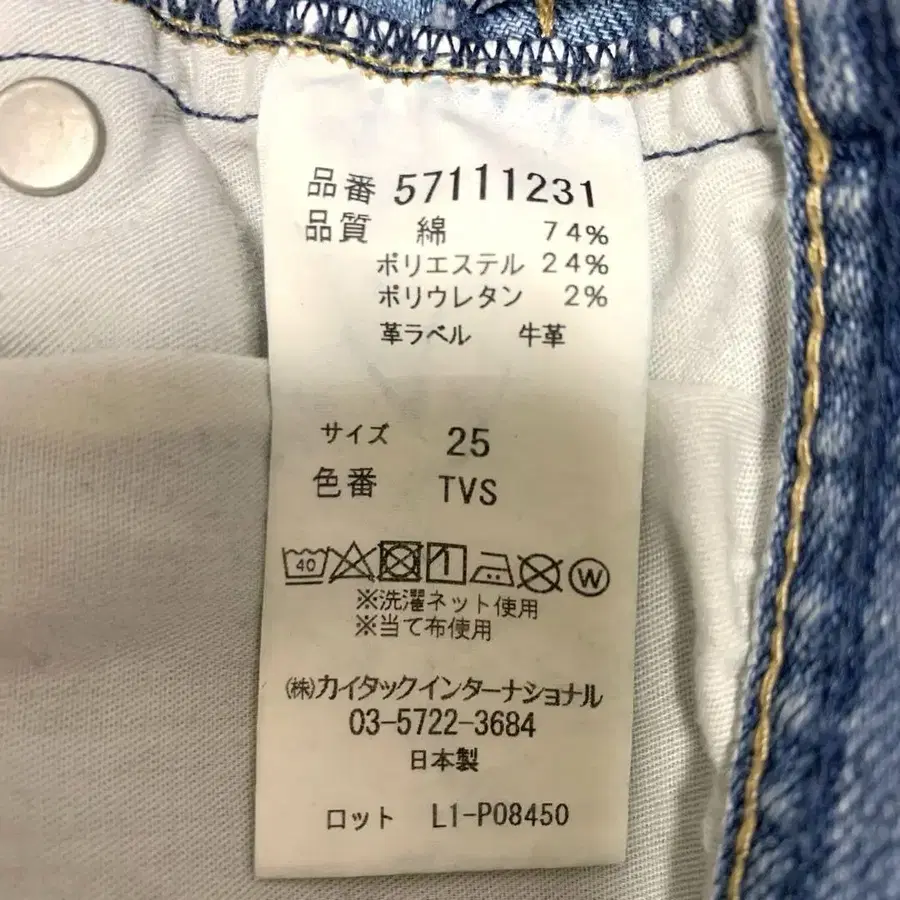 品番 57111231
品質 綿 74%
ポリエステル 24%
ポリウレタン 2%
革ラベル 牛革
サイズ 25
色番 TVS
40 W
※洗濯ネット使用
※当て布使用
㈱カイタックインターナショナル
03-5722-3684
日本製
ロット L1-P08450